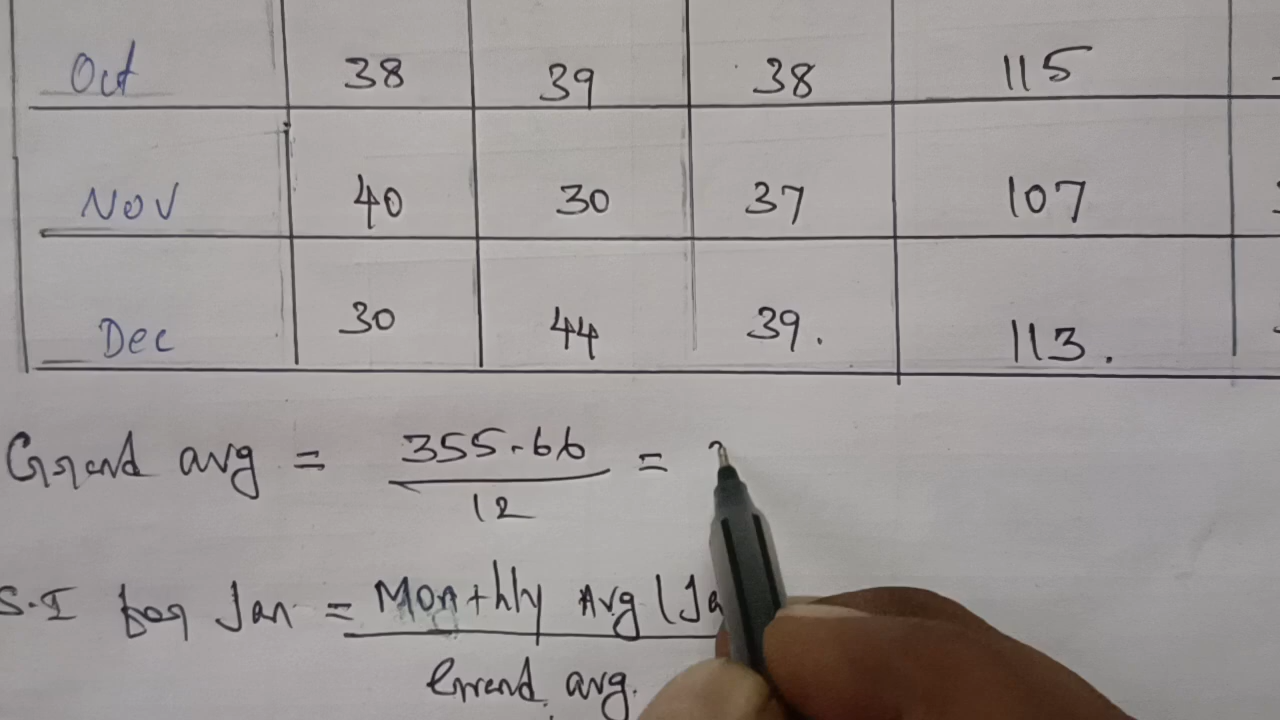 Oct 38 39 38 115
Nov 40 30 37 107
Dec 30 44 39. 113.
Grand avg = 355.66 / 12 =
S.I for Jan = Monthly Avg (Ja
Grand avg.